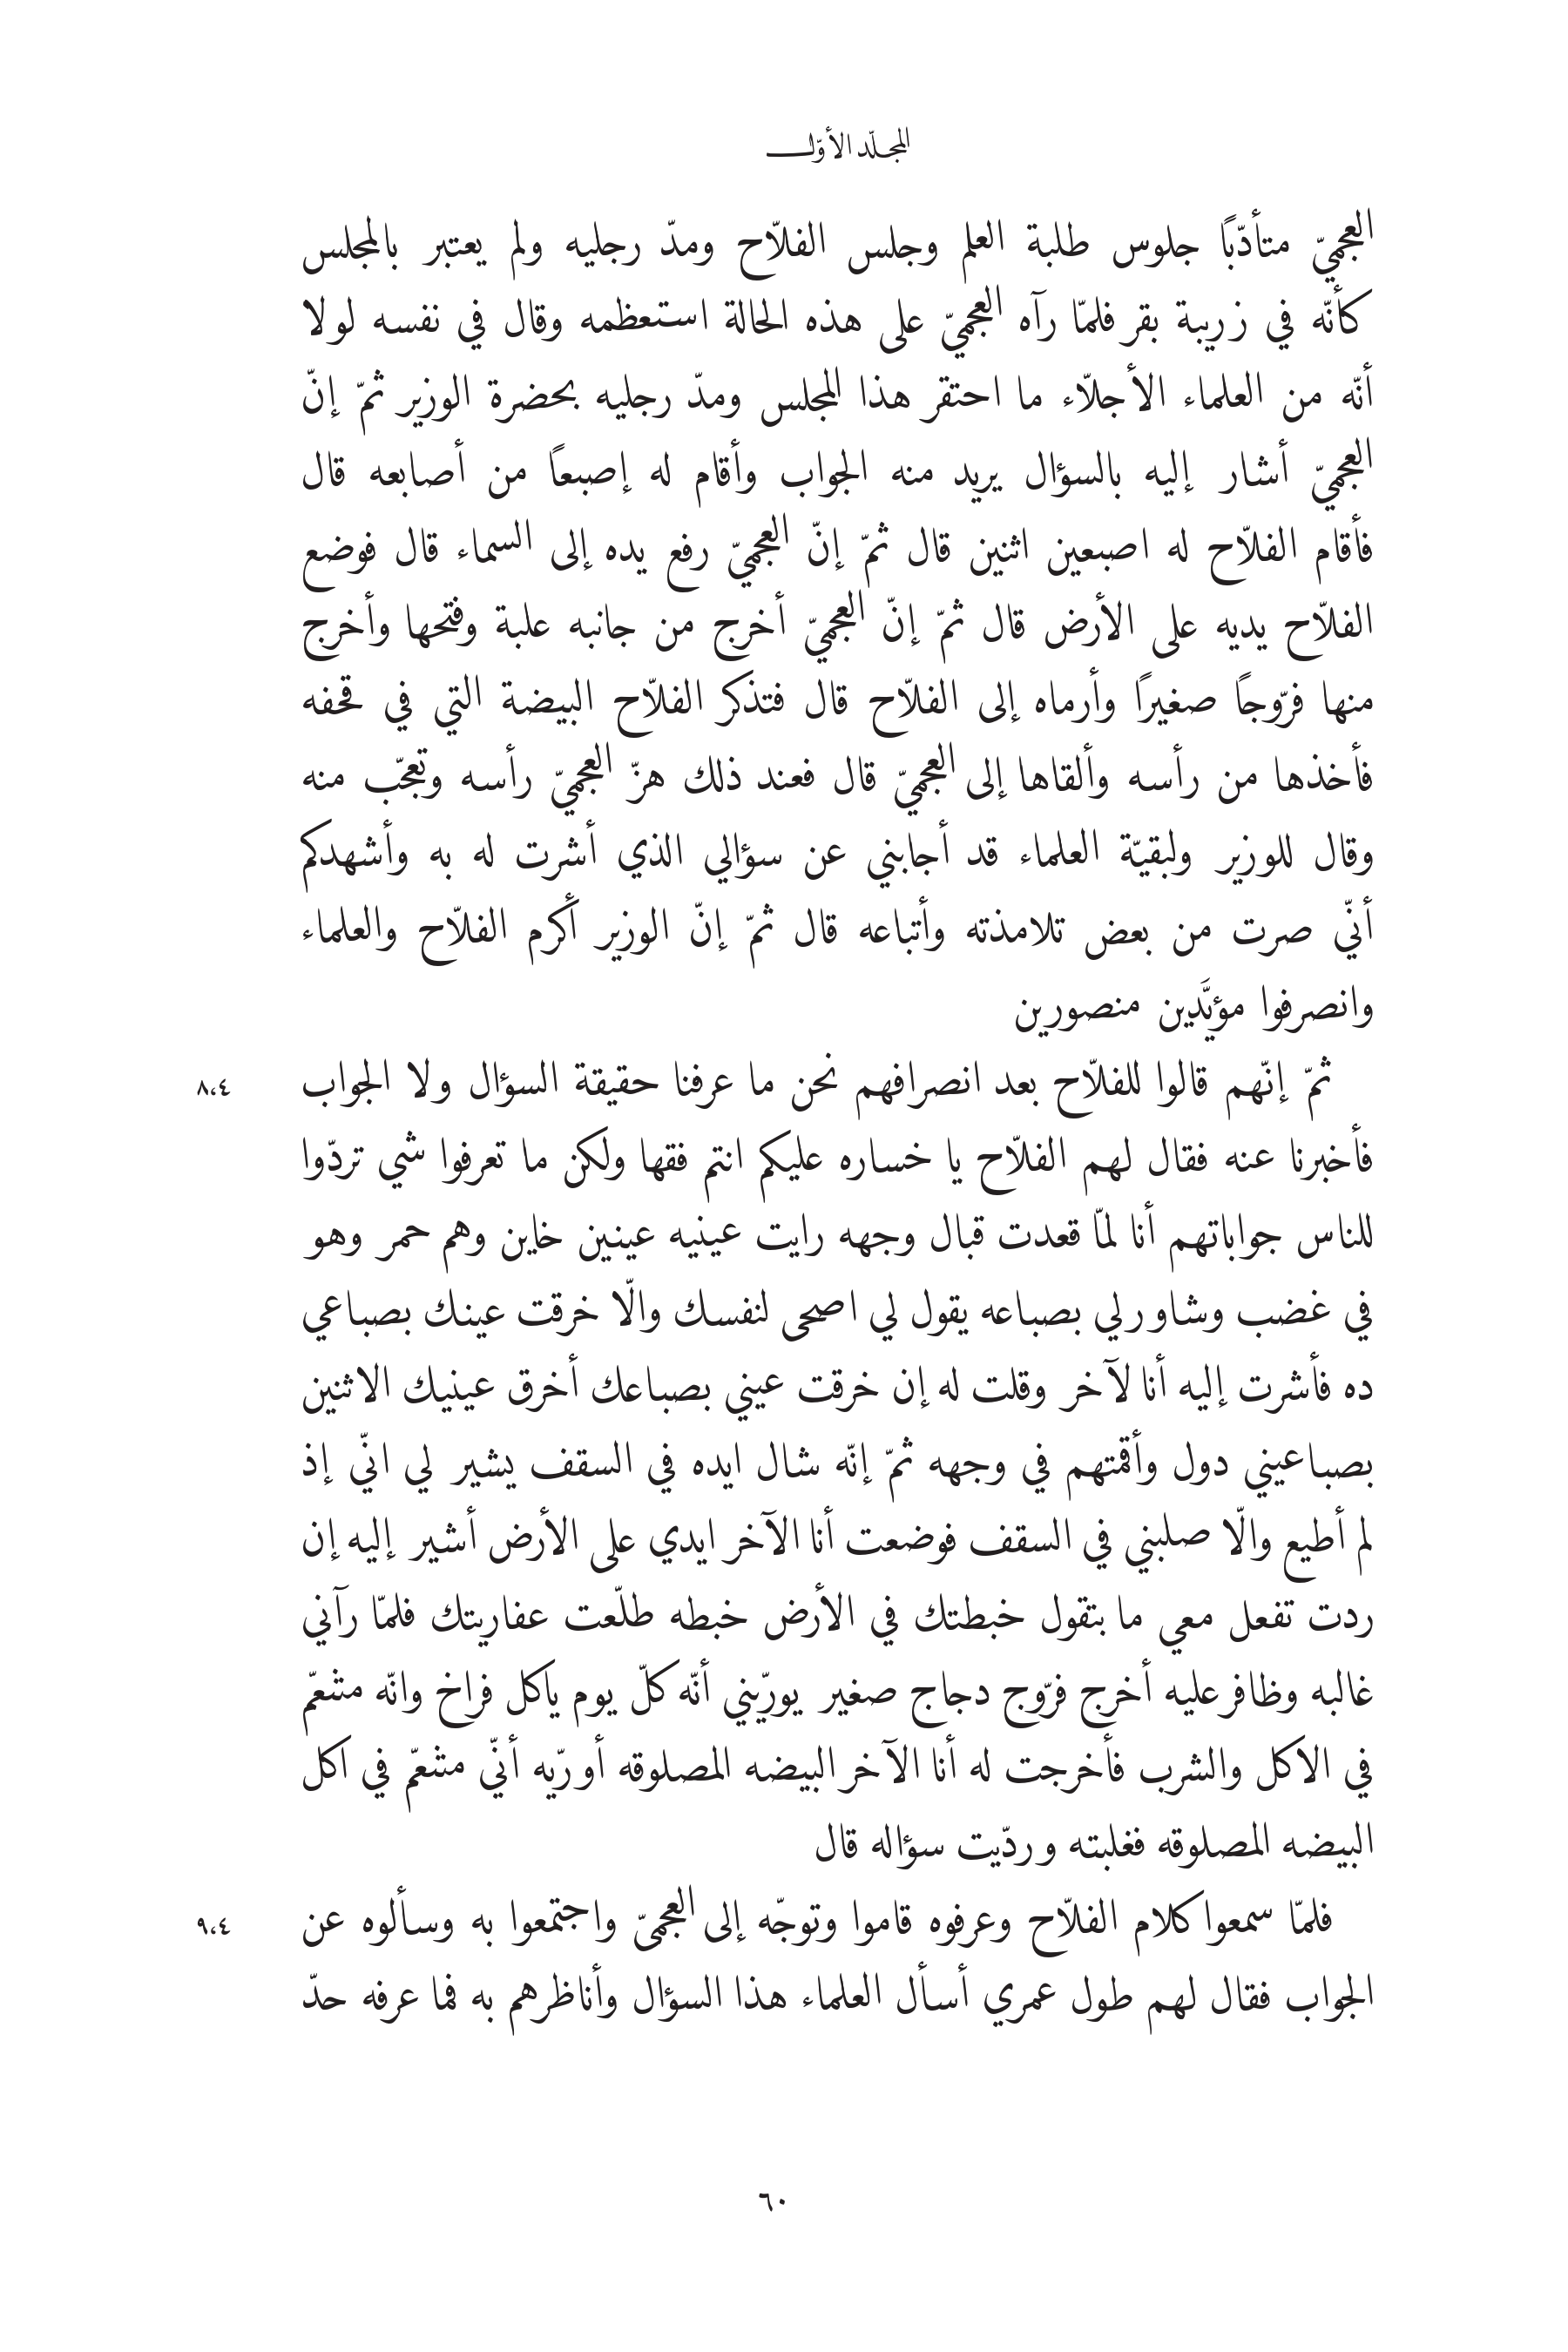 المجلّد الأوّل
العجميّ متأدّبًا جلوس طلبة العلم وجلس الفلاّح ومدّ رجليه ولم يعتبر بالمجلس
كأنّه في زريبة بقر فلمّا رآه العجميّ على هذه الحالة استعظمه وقال في نفسه لولا
أنّه من العلماء الأجلاّء ما احتقر هذا المجلس ومدّ رجليه بحضرة الوزير ثمّ إنّ
العجميّ أشار إليه بالسؤال يريد منه الجواب وأقام له إصبعاً من أصابعه قال
فأقام الفلاّح له اصبعين اثنين قال ثمّ إنّ العجميّ رفع يده إلى السماء قال فوضع
الفلاّح يديه على الأرض قال ثمّ إنّ العجميّ أخرج من جانبه علبة وفتحها وأخرج
منها فرّوجًا صغيرًا وأرماه إلى الفلاّح قال فتذكر الفلاّح البيضة التي في قحفه
فأخذها من رأسه وألقاها إلى العجميّ قال فعند ذلك هزّ العجميّ رأسه وتعجّب منه
وقال للوزير ولبقيّة العلماء قد أجابني عن سؤالي الذي أشرت له به وأشهدكم
أنّي صرت من بعض تلامذته وأتباعه قال ثمّ إنّ الوزير أكرم الفلاّح والعلماء
وانصرفوا مؤيَّدين منصورين
٨،٤ ثمّ إنّهم قالوا للفلاّح بعد انصرافهم نحن ما عرفنا حقيقة السؤال ولا الجواب
فأخبرنا عنه فقال لهم الفلاّح يا خساره عليكم انتم فقها ولكن ما تعرفوا شي تردّوا
للناس جواباتهم أنا لمّا قعدت قبال وجهه رايت عينيه عينين خاين وهم حمر وهو
في غضب وشاور لي بصباعه يقول لي اصحى لنفسك والّا خرقت عينك بصباعي
ده فأشرت إليه أنا لآخر وقلت له إن خرقت عيني بصباعك أخرق عينيك الاثنين
بصباعيني دول وأقمتهم في وجهه ثمّ إنّه شال ايده في السقف يشير لي انّي إذ
لم أطيع والّا صلبني في السقف فوضعت أنا الآخر ايدي على الأرض أشير إليه إن
ردت تفعل معي ما بتقول خبطتك في الأرض خبطه طلّعت عفاريتك فلمّا رآني
غالبه وظافر عليه أخرج فرّوج دجاج صغير يورّيني أنّه كلّ يوم ياكل فراخ وانّه متنعّم
في الاكل والشرب فأخرجت له أنا الآخر البيضه المصلوقه أورّيه أنّي متنعّم في اكل
البيضه المصلوقه فغلبته وردّيت سؤاله قال
٩،٤ فلمّا سمعوا كلام الفلاّح وعرفوه قاموا وتوجّه إلى العجميّ واجتمعوا به وسألوه عن
الجواب فقال لهم طول عمري أسأل العلماء هذا السؤال وأناظرهم به فما عرفه حدّ
٦٠